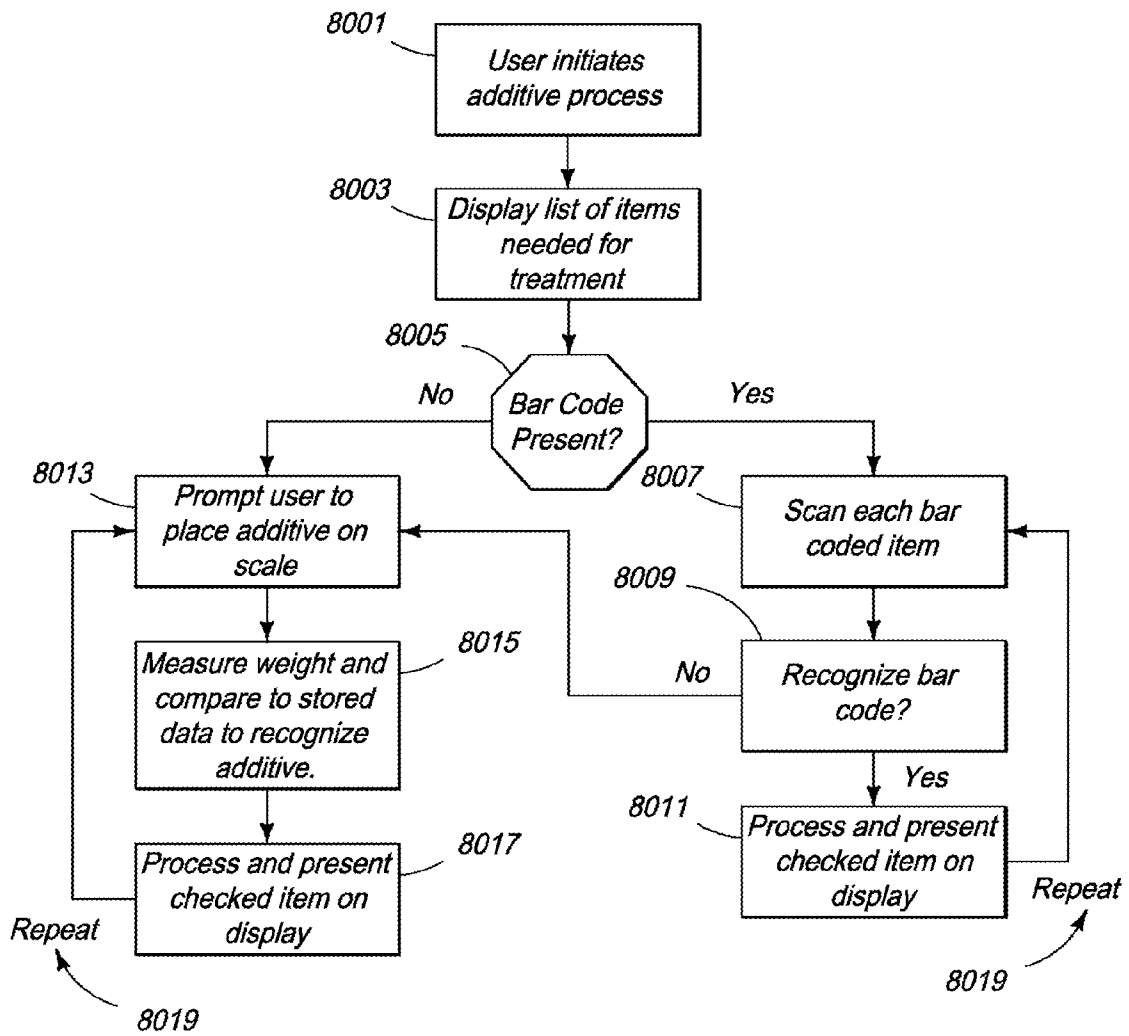 8001
User initiates
additive process
8003
Display list of items
needed for
treatment
8005
Bar Code
Present?
No
Yes
8013
Prompt user to
place additive on
scale
8007
Scan each bar
coded item
8009
Recognize bar
code?
No
Yes
8015
Measure weight and
compare to stored
data to recognize
additive.
8011
Process and present
checked item on
display
8017
Process and present
checked item on
display
Repeat
8019
Repeat
8019